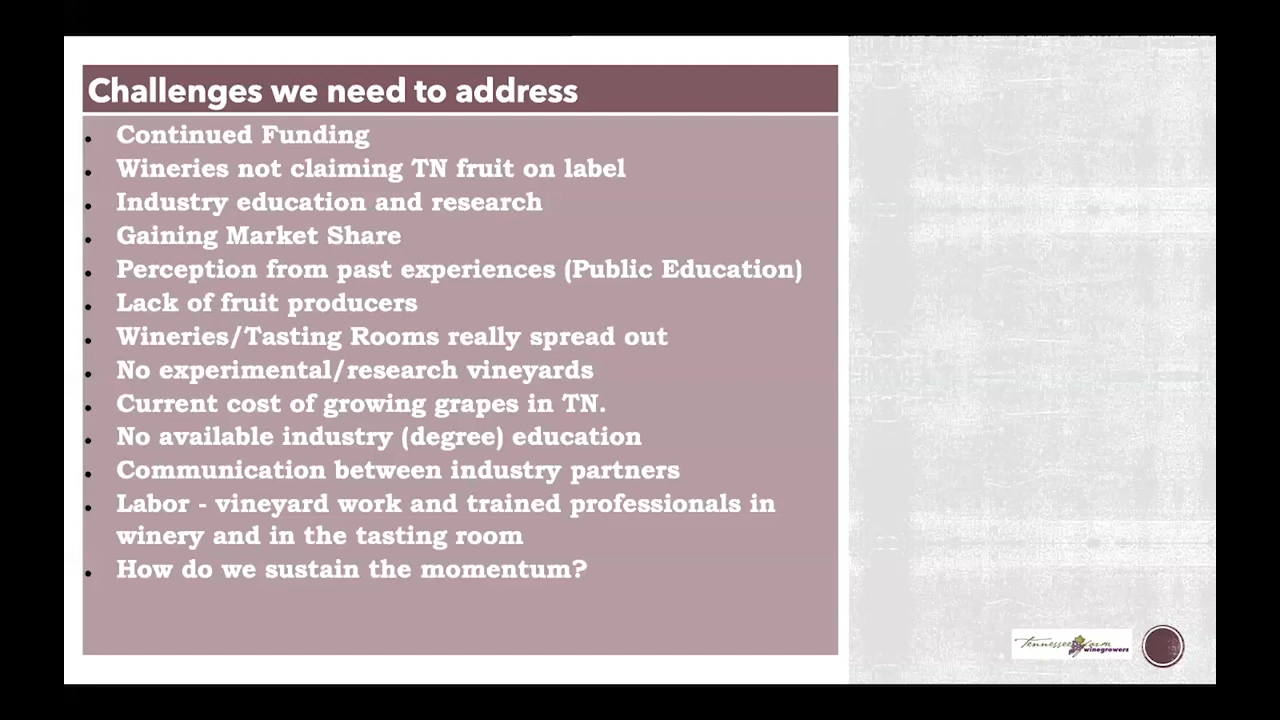 Challenges we need to address
Continued Funding
Wineries not claiming TN fruit on label
Industry education and research
Gaining Market Share
Perception from past experiences (Public Education)
Lack of fruit producers
Wineries/Tasting Rooms really spread out
No experimental/research vineyards
Current cost of growing grapes in TN.
No available industry (degree) education
Communication between industry partners
Labor - vineyard work and trained professionals in
winery and in the tasting room
How do we sustain the momentum?
Tennessee farm
winegrowers